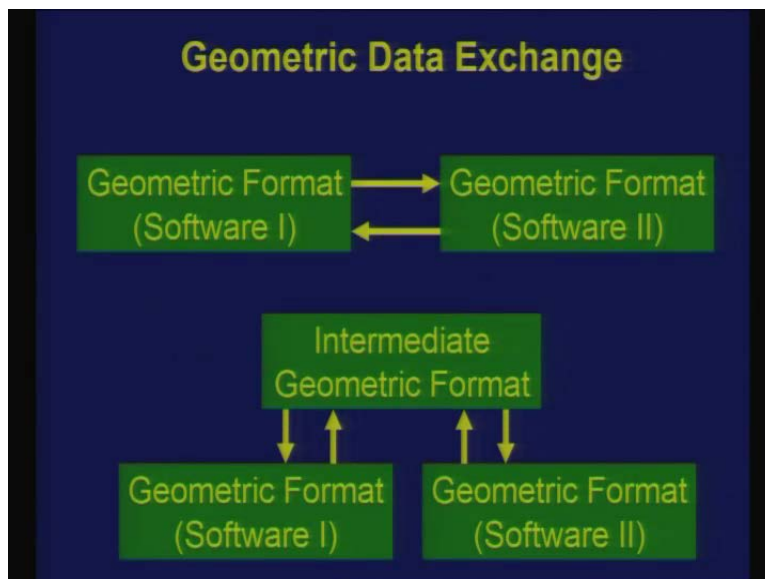 Geometric Data Exchange
Geometric Format
(Software I)
Geometric Format
(Software II)
Intermediate
Geometric Format
Geometric Format
(Software I)
Geometric Format
(Software II)